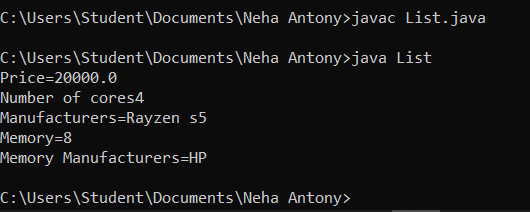 C:\Users\Student\Documents\Neha Antony>javac List.java
C:\Users\Student\Documents\Neha Antony>java List
Price=20000.0
Number of cores4
Manufacturers=Rayzen s5
Memory=8
Memory Manufacturers=HP
C:\Users\Student\Documents\Neha Antony>